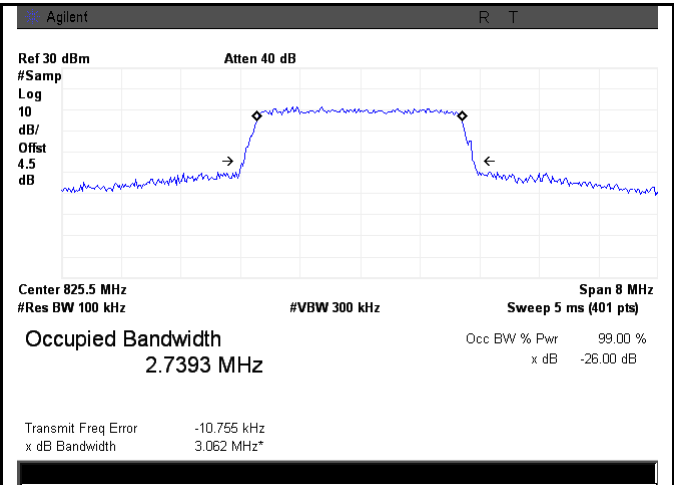 Agilent R T
Ref 30 dBm Atten 40 dB
#Samp
Log
10
dB/
Offst
4.5
dB
Center 825.5 MHz Span 8 MHz
#Res BW 100 kHz #VBW 300 kHz Sweep 5 ms (401 pts)
Occupied Bandwidth Occ BW % Pwr 99.00 %
2.7393 MHz x dB -26.00 dB
Transmit Freq Error -10.755 kHz
x dB Bandwidth 3.062 MHz*